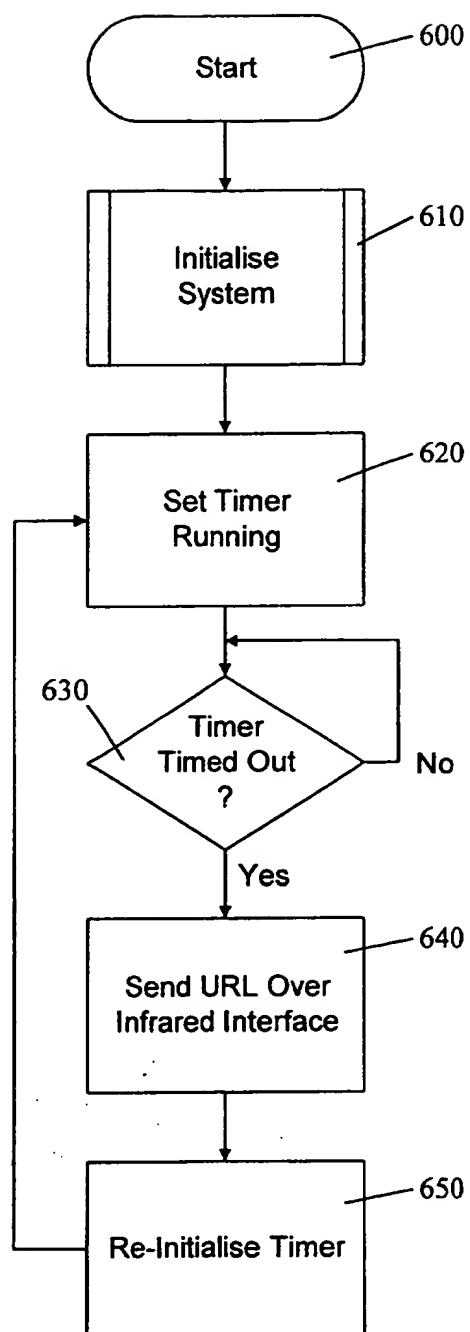 Start
600
Initialise
System
610
Set Timer
Running
620
630
Timer
Timed Out
?
No
Yes
Send URL Over
Infrared Interface
640
Re-Initialise Timer
650